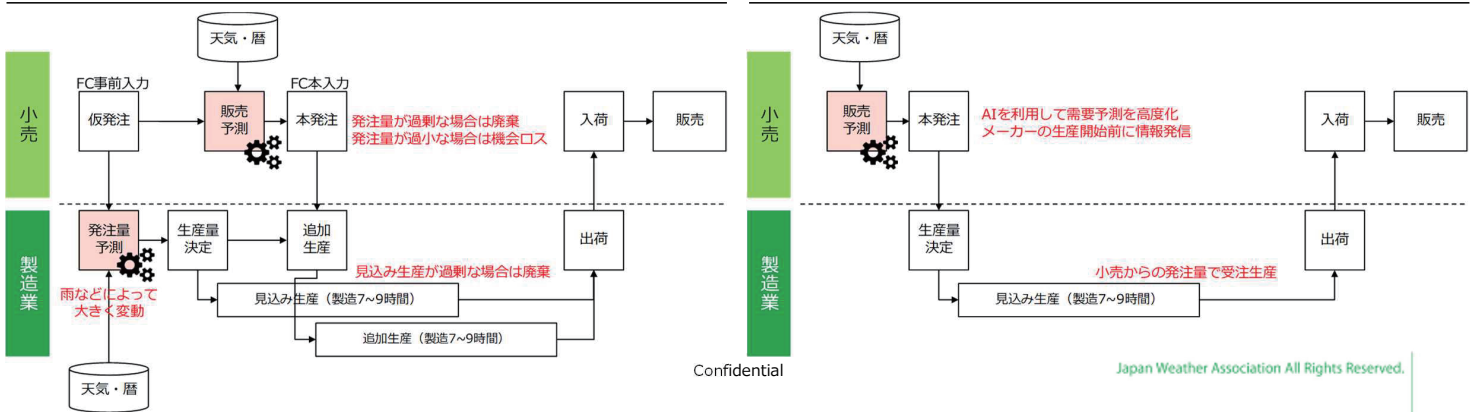 天気・暦
小売
FC事前入力
仮発注
販売
予測
FC本入力
本発注
発注量が過剰な場合は廃棄
発注量が過小な場合は機会ロス
入荷
販売
製造業
発注量
予測
雨などによって
大きく変動
生産量
決定
追加
生産
見込み生産が過剰な場合は廃棄
出荷
見込み生産（製造7~9時間）
追加生産（製造7~9時間）
天気・暦
天気・暦
小売
販売
予測
本発注
AIを利用して需要予測を高度化
メーカーの生産開始前に情報発信
入荷
販売
製造業
生産量
決定
小売からの発注量で受注生産
出荷
見込み生産（製造7~9時間）
Confidential
Japan Weather Association All Rights Reserved.